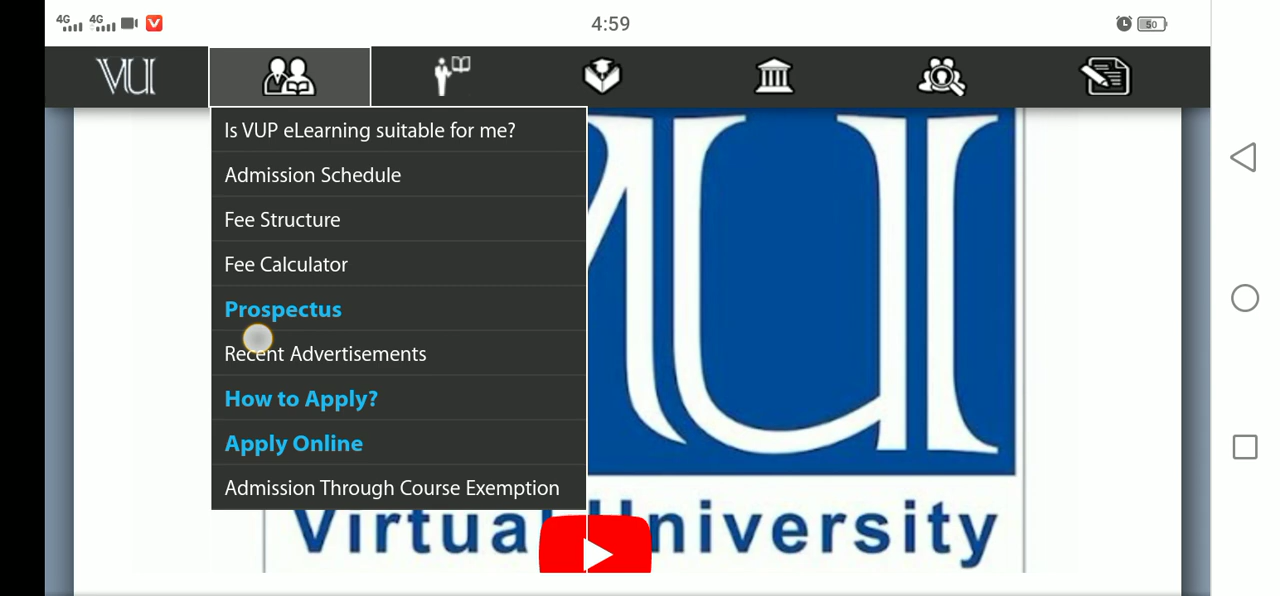 4G 4G 4:59 50
VU
Is VUP eLearning suitable for me?
Admission Schedule
Fee Structure
Fee Calculator
Prospectus
Recent Advertisements
How to Apply?
Apply Online
Admission Through Course Exemption
Virtual University